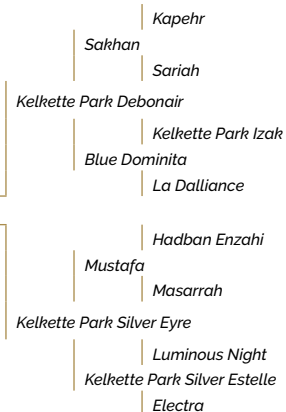 Kapehr
Sakhan
Sariah
Kelkette Park Debonair
Kelkette Park Izak
Blue Dominita
La Dalliance
Hadban Enzahi
Mustafa
Masarrah
Kelkette Park Silver Eyre
Luminous Night
Kelkette Park Silver Estelle
Electra